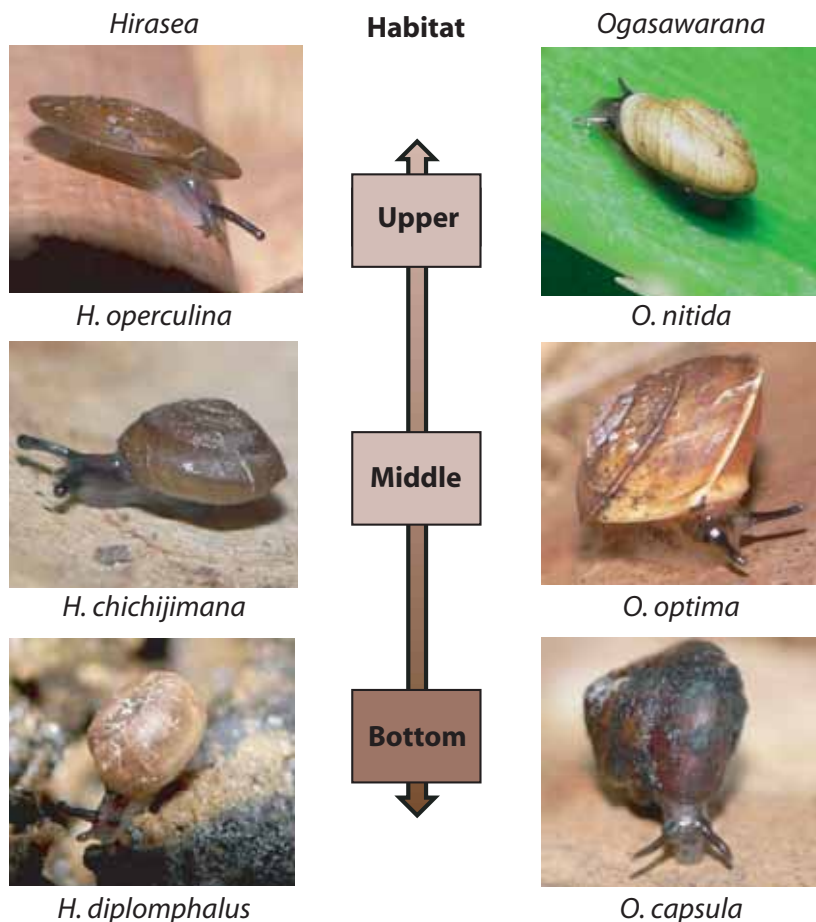 Hirasea
Habitat
Ogasawarana
Upper
H. operculina
O. nitida
Middle
H. chichijimana
O. optima
Bottom
H. diplomphalus
O. capsula